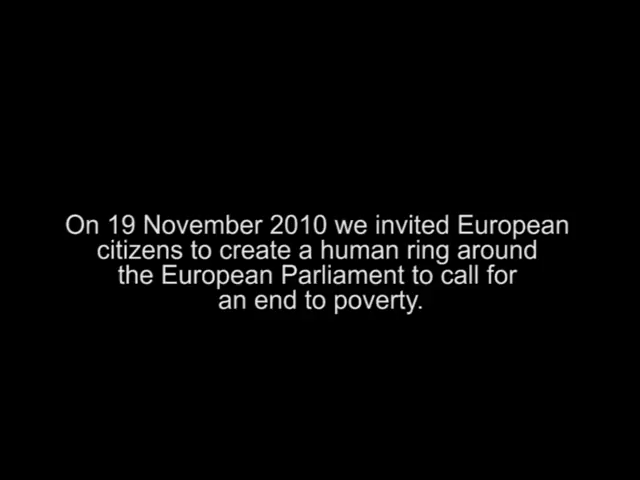 On 19 November 2010 we invited European
citizens to create a human ring around
the European Parliament to call for
an end to poverty.